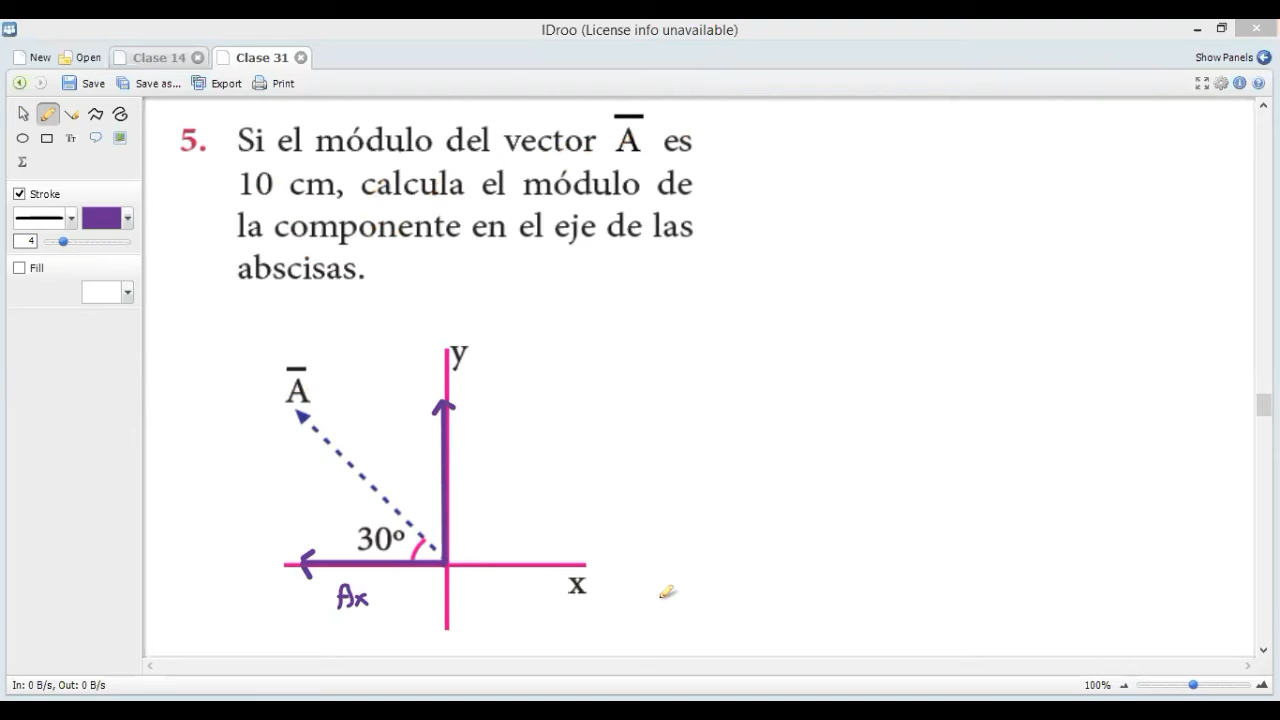 IDroo (License info unavailable)
New Open Clase 14 Clase 31 Show Panels
Save Save as... Export Print
Tr
Σ
Stroke
4
Fill
5. Si el módulo del vector A̅ es
10 cm, calcula el módulo de
la componente en el eje de las
abscisas.
y
A̅
30º
x
Ax
In: 0 B/s, Out: 0 B/s 100%